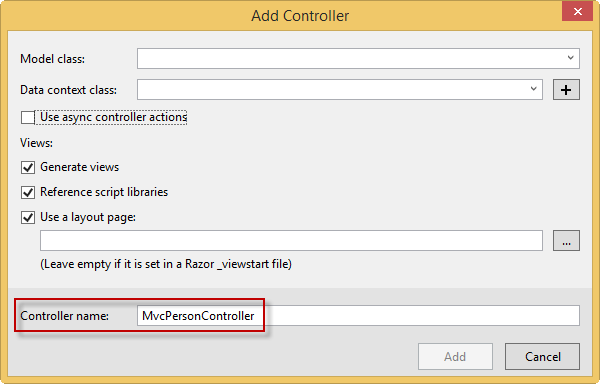 Add Controller
Model class:
Data context class:
Use async controller actions
Views:
Generate views
Reference script libraries
Use a layout page:
...
(Leave empty if it is set in a Razor _viewstart file)
Controller name: MvcPersonController
Add Cancel